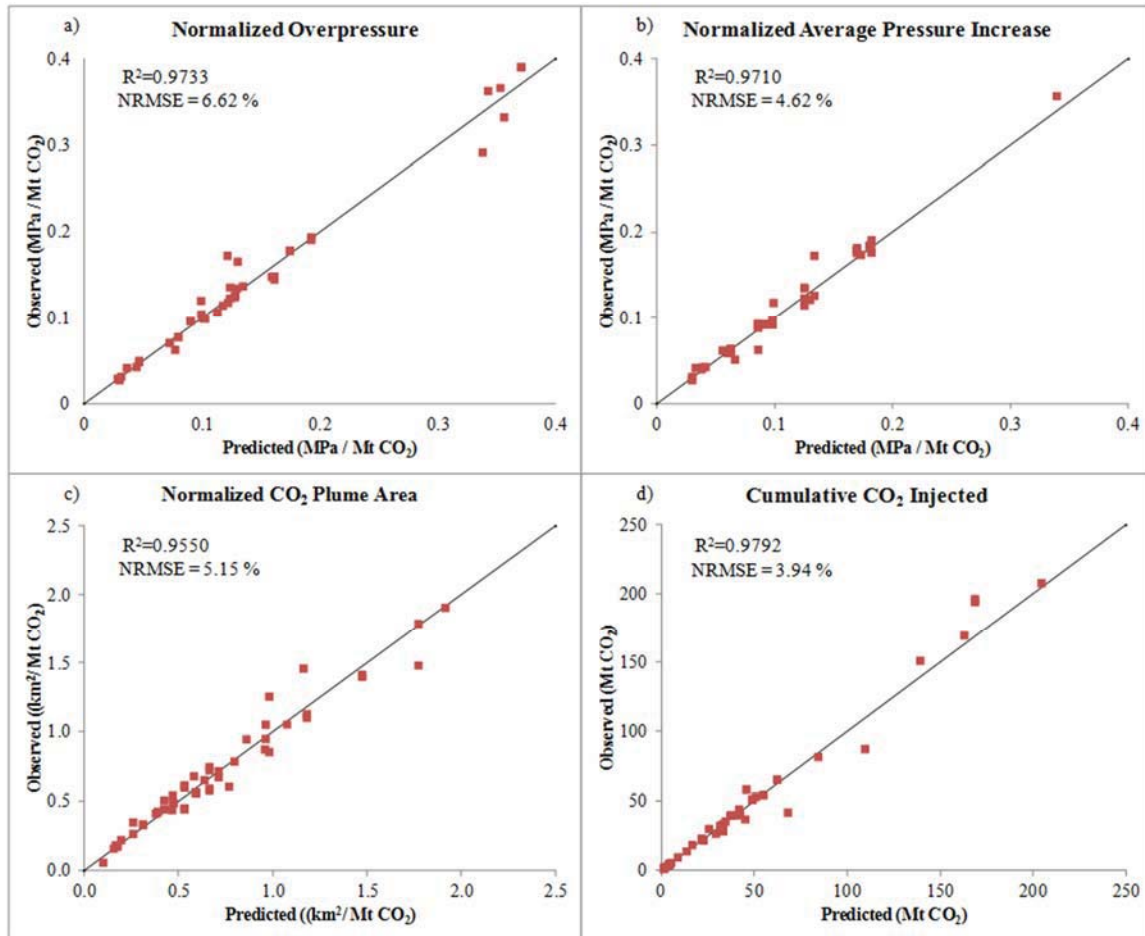 a)
Normalized Overpressure
R²=0.9733
NRMSE = 6.62 %
Observed (MPa / Mt CO₂)
0.4
0.3
0.2
0.1
0
0
0.1
0.2
0.3
0.4
Predicted (MPa / Mt CO₂)
b)
Normalized Average Pressure Increase
R²=0.9710
NRMSE = 4.62 %
Observed (MPa / Mt CO₂)
0.4
0.3
0.2
0.1
0
0
0.1
0.2
0.3
0.4
Predicted (MPa / Mt CO₂)
c)
Normalized CO₂ Plume Area
R²=0.9550
NRMSE = 5.15 %
Observed ((km²/ Mt CO₂)
2.5
2.0
1.5
1.0
0.5
0.0
0.0
0.5
1.0
1.5
2.0
2.5
Predicted ((km²/ Mt CO₂)
d)
Cumulative CO₂ Injected
R²=0.9792
NRMSE = 3.94 %
Observed (Mt CO₂)
250
200
150
100
50
0
0
50
100
150
200
250
Predicted (Mt CO₂)